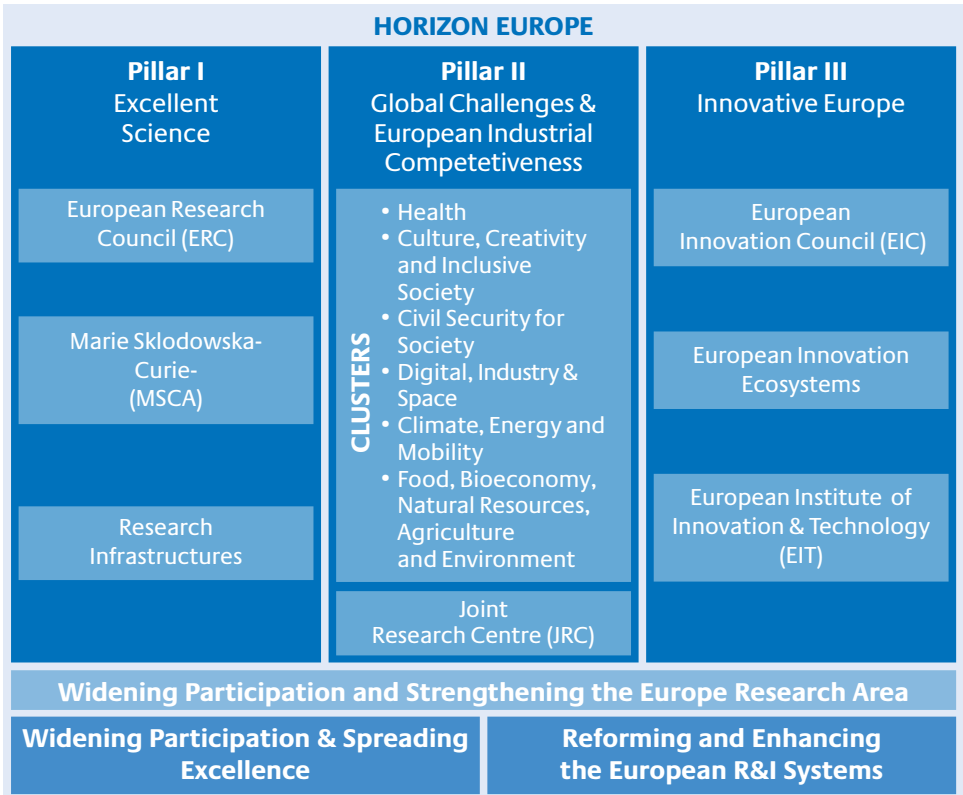 HORIZON EUROPE
Pillar I
Excellent
Science
European Research
Council (ERC)
Marie Sklodowska-
Curie-
(MSCA)
Research
Infrastructures
Pillar II
Global Challenges &
European Industrial
Competetiveness
CLUSTERS
• Health
• Culture, Creativity
and Inclusive
Society
• Civil Security for
Society
• Digital, Industry &
Space
• Climate, Energy and
Mobility
• Food, Bioeconomy,
Natural Resources,
Agriculture
and Environment
Joint
Research Centre (JRC)
Pillar III
Innovative Europe
European
Innovation Council (EIC)
European Innovation
Ecosystems
European Institute of
Innovation & Technology
(EIT)
Widening Participation and Strengthening the Europe Research Area
Widening Participation & Spreading
Excellence
Reforming and Enhancing
the European R&I Systems